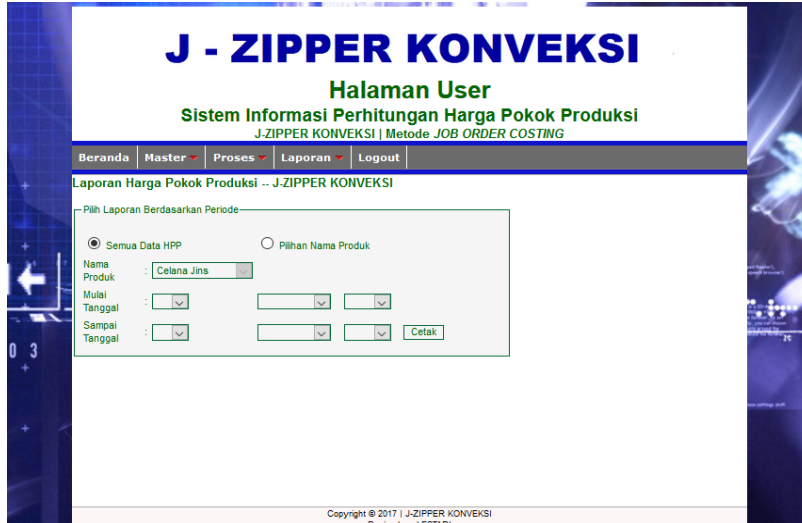 J - ZIPPER KONVEKSI
Halaman User
Sistem Informasi Perhitungan Harga Pokok Produksi
J-ZIPPER KONVEKSI | Metode JOB ORDER COSTING
Beranda Master Proses Laporan Logout
Laporan Harga Pokok Produksi -- J-ZIPPER KONVEKSI
Pilih Laporan Berdasarkan Periode
Semua Data HPP Pilihan Nama Produk
Nama
Produk : Celana Jins
Mulai
Tanggal :
Sampai
Tanggal : Cetak
0 3
Copyright © 2017 | J-ZIPPER KONVEKSI